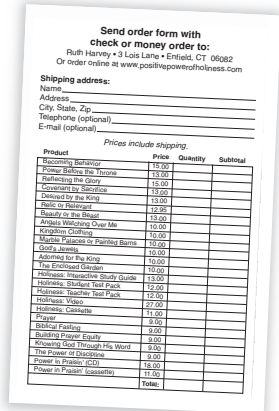 Send order form with
check or money order to:
Ruth Harvey • 3 Lois Lane • Enfield, CT 06082
Or order online at www.positivepowerofholiness.com
Shipping address:
Name
Address
City, State, Zip
Telephone (optional)
E-mail (optional)
Prices include shipping.
Product Price Quantity Subtotal
Becoming Behavior 15.00
Power Before the Throne 13.00
Reflecting the Glory 15.00
Covenant by Sacrifice 13.00
Desired by the King 13.00
Relic or Relevant 12.95
Beauty or the Beast 13.00
Angels Watching Over Me 10.00
Kingdom Clothing 10.00
Marble Palaces or Painted Barns 10.00
God's Jewels 10.00
Adorned for the King 10.00
The Enclosed Garden 10.00
Holiness: Interactive Study Guide 13.00
Holiness: Student Test Pack 12.00
Holiness: Teacher Test Pack 12.00
Holiness: Video 27.00
Holiness: Cassette 11.00
Prayer 9.00
Biblical Fasting 9.00
Building Prayer Equity 9.00
Knowing God Through His Word 9.00
The Power of Discipline 9.00
Power in Praisin' (CD) 18.00
Power in Praisin' (cassette) 11.00
Total: